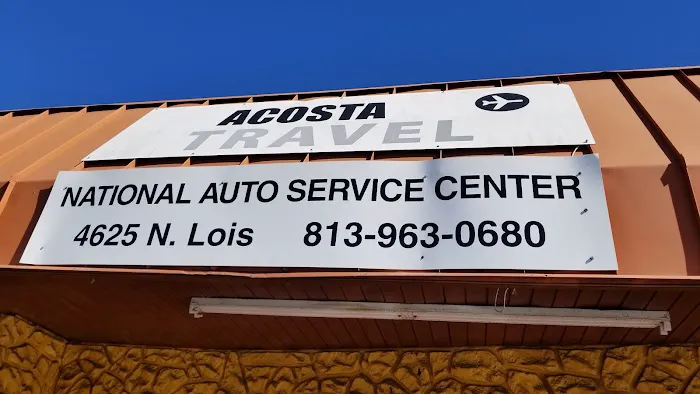 ACOSTA
TRAVEL
NATIONAL AUTO SERVICE CENTER
4625 N. Lois 813-963-0680